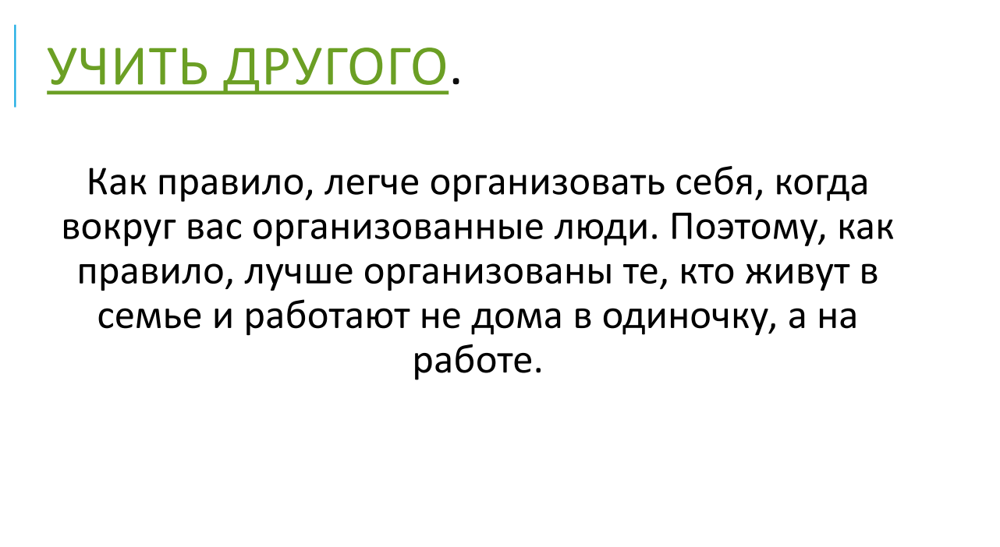 УЧИТЬ ДРУГОГО.
Как правило, легче организовать себя, когда
вокруг вас организованные люди. Поэтому, как
правило, лучше организованы те, кто живут в
семье и работают не дома в одиночку, а на
работе.